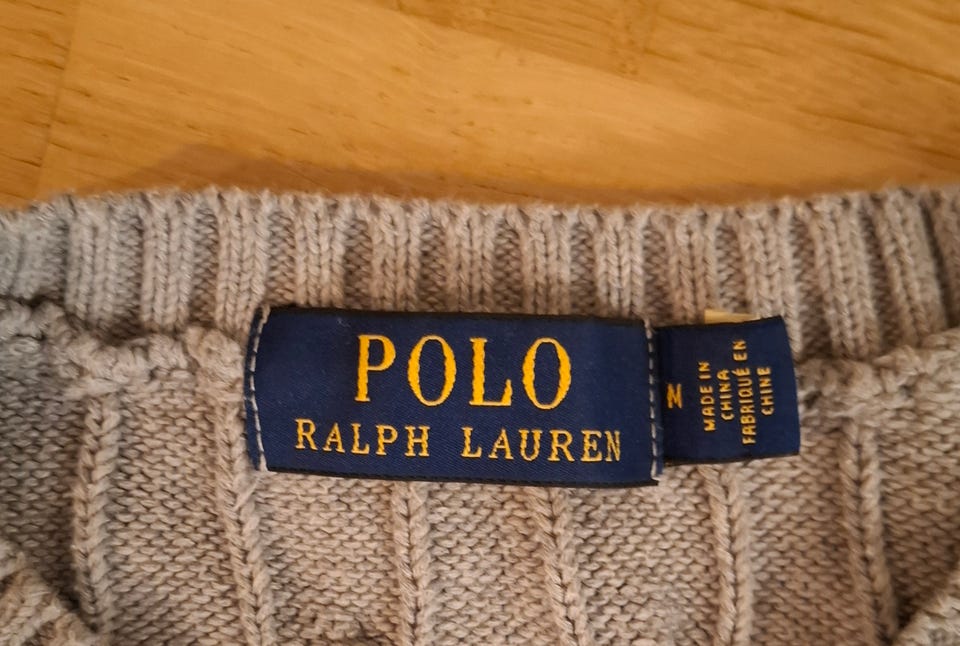 POLO
RALPH LAUREN
M
MADE IN
CHINA
FABRIQUÉ EN
CHINE